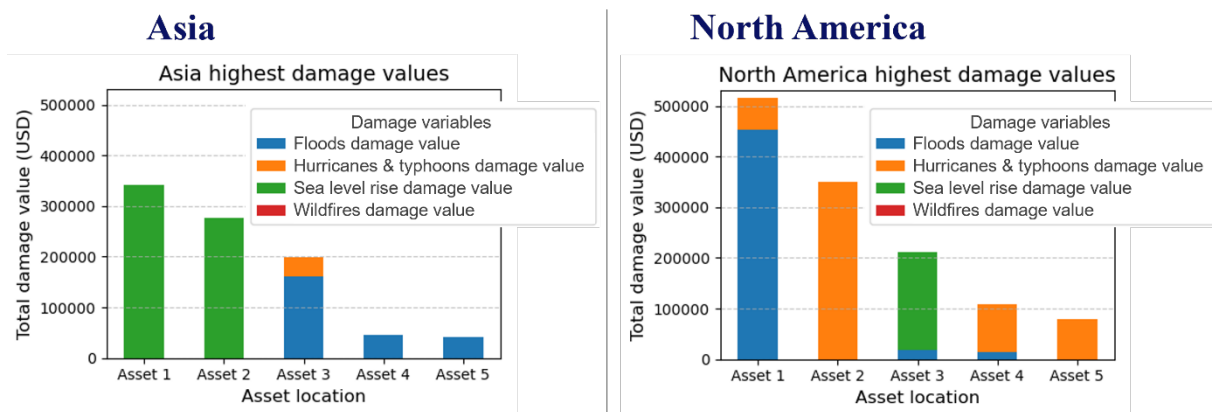 Asia
Asia highest damage values
Total damage value (USD)
500000
400000
300000
200000
100000
0
Damage variables
Floods damage value
Hurricanes & typhoons damage value
Sea level rise damage value
Wildfires damage value
Asset 1 Asset 2 Asset 3 Asset 4 Asset 5
Asset location
North America
North America highest damage values
Total damage value (USD)
500000
400000
300000
200000
100000
0
Damage variables
Floods damage value
Hurricanes & typhoons damage value
Sea level rise damage value
Wildfires damage value
Asset 1 Asset 2 Asset 3 Asset 4 Asset 5
Asset location